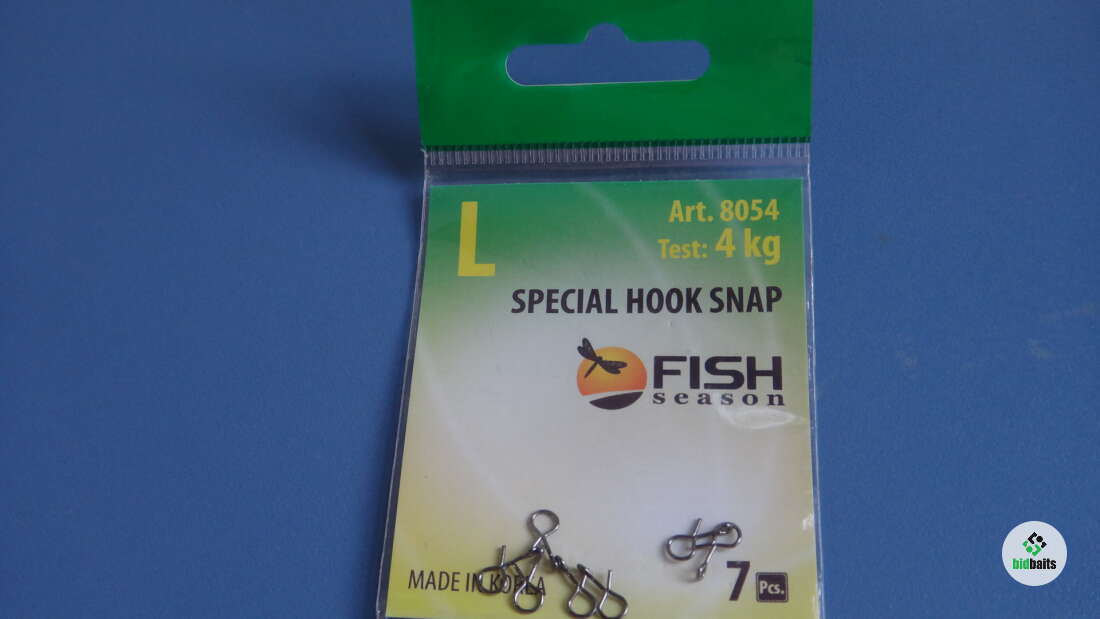 L
Art. 8054
Test: 4 kg
SPECIAL HOOK SNAP
FISH
season
MADE IN KOREA
7 Pcs.
bidbaits